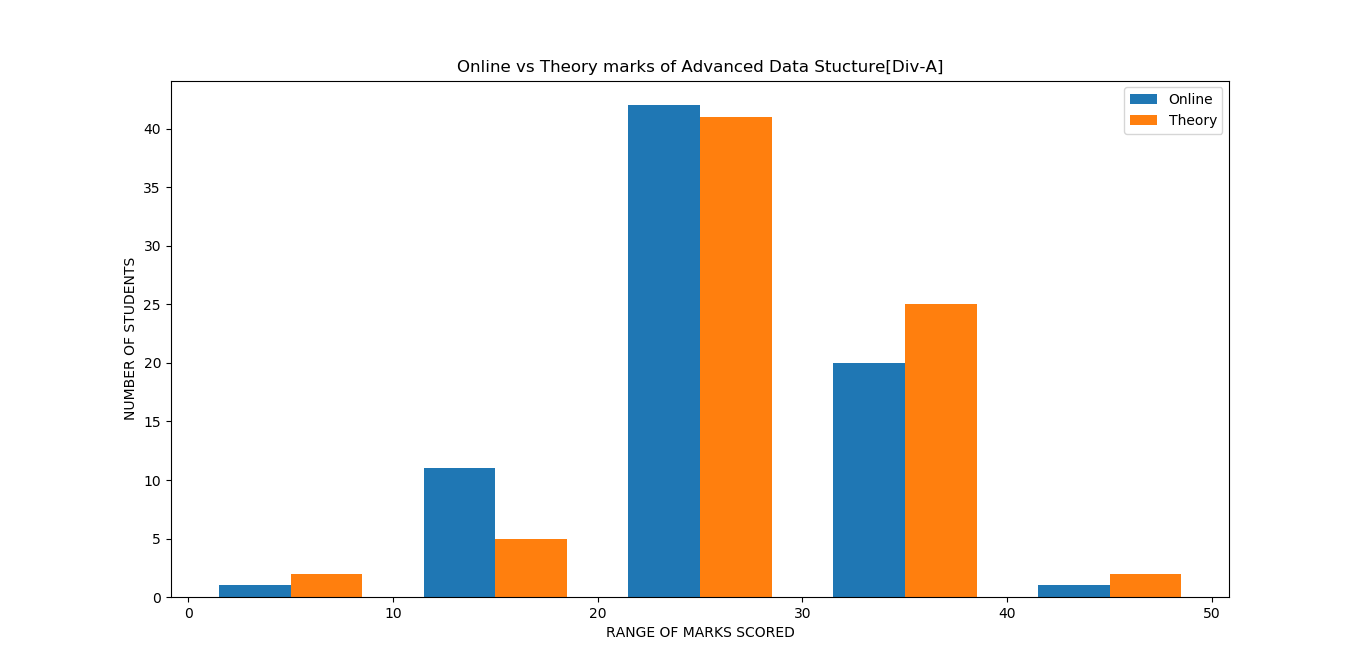 Online vs Theory marks of Advanced Data Stucture[Div-A]
Online
Theory
NUMBER OF STUDENTS
40
35
30
25
20
15
10
5
0
0 10 20 30 40 50
RANGE OF MARKS SCORED